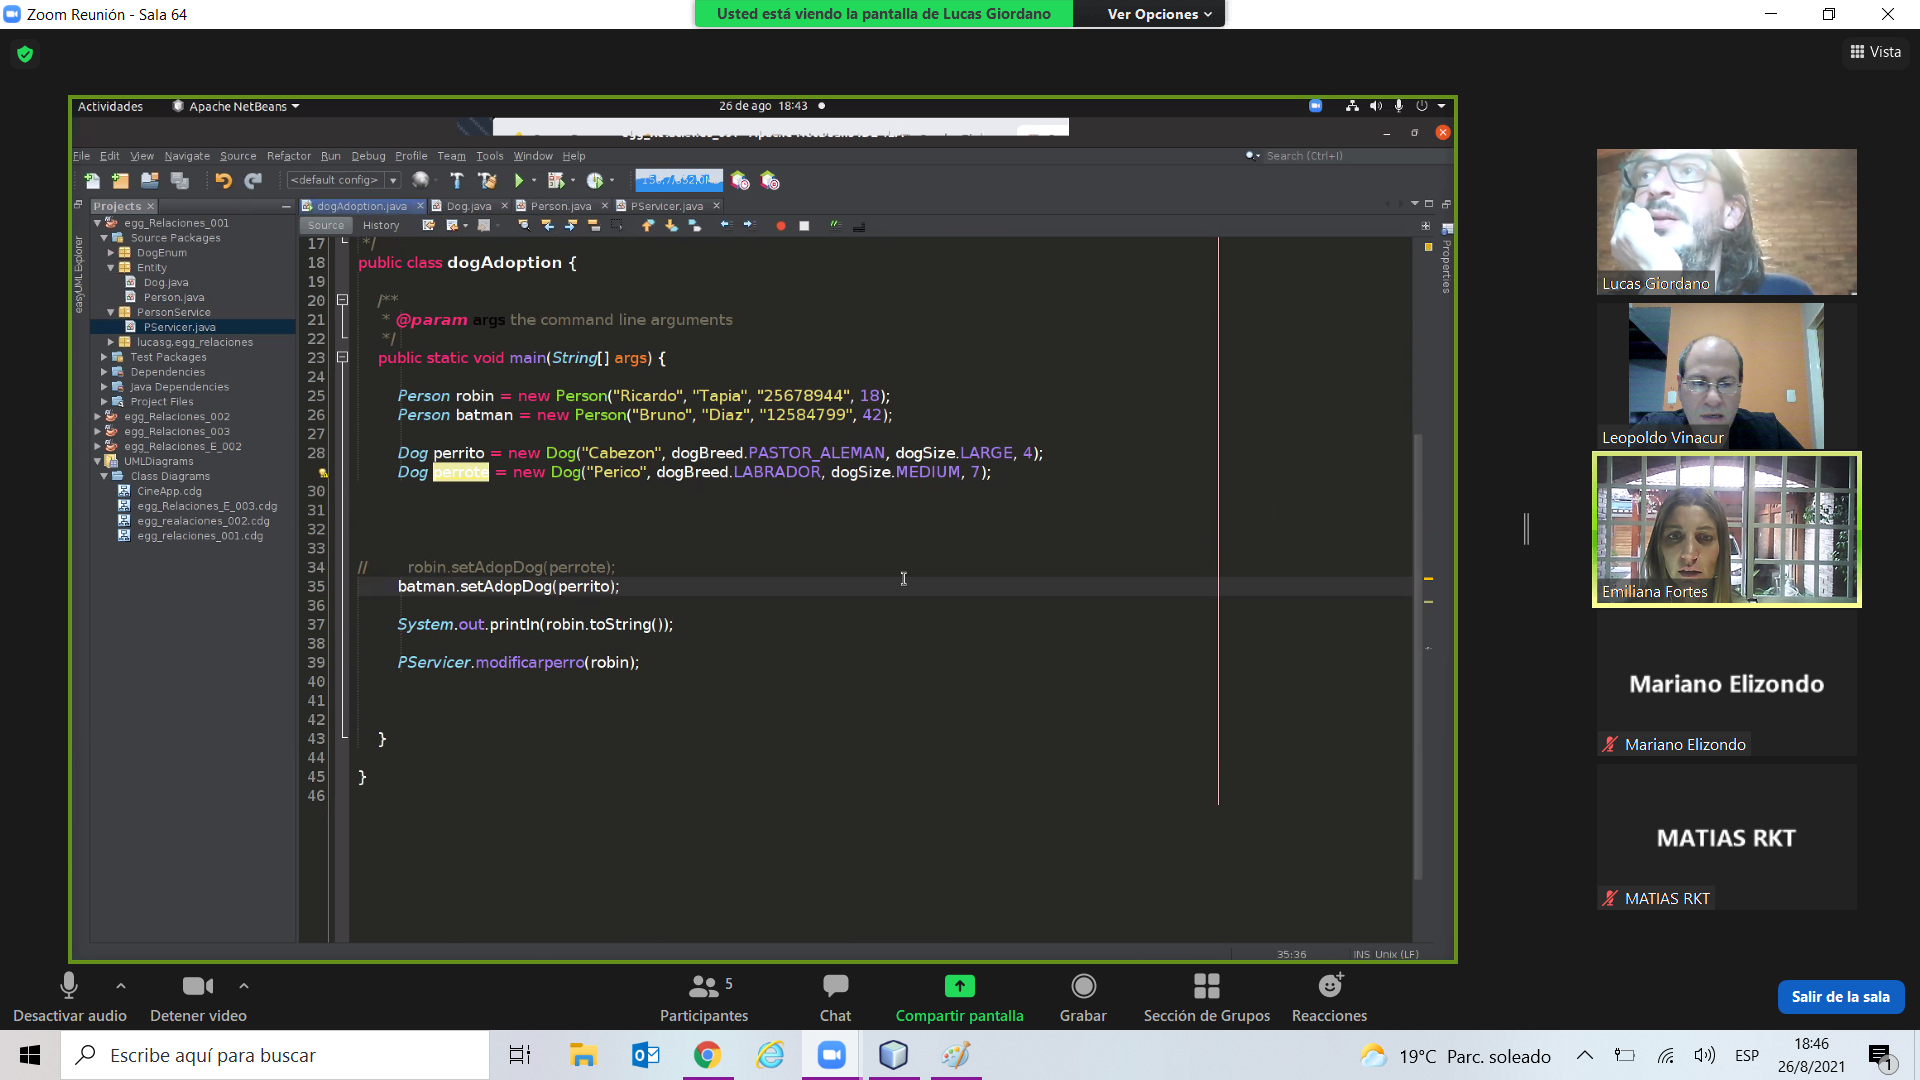 Zoom Reunión - Sala 64
Usted está viendo la pantalla de Lucas Giordano
Ver Opciones
Vista
Actividades
Apache NetBeans
26 de ago 18:43
File Edit View Navigate Source Refactor Run Debug Profile Team Tools Window Help
Search (Ctrl+I)
<default config>
Projects
dogAdoption.java
Dog.java
Person.java
PServicer.java
Source
History
easyUML Explorer
Properties
egg_Relaciones_001
Source Packages
DogEnum
Entity
Dog.java
Person.java
PersonService
PServicer.java
lucasg.egg_relaciones
Test Packages
Dependencies
Java Dependencies
Project Files
egg_Relaciones_002
egg_Relaciones_003
egg_Relaciones_E_002
UMLDiagrams
Class Diagrams
CineApp.cdg
egg_Relaciones_E_003.cdg
egg_realaciones_002.cdg
egg_relaciones_001.cdg
17 */
18 public class dogAdoption {
19
20 /**
21 * @param args the command line arguments
22 */
23 public static void main(String[] args) {
24
25 Person robin = new Person("Ricardo", "Tapia", "25678944", 18);
26 Person batman = new Person("Bruno", "Diaz", "12584799", 42);
27
28 Dog perrito = new Dog("Cabezon", dogBreed.PASTOR_ALEMAN, dogSize.LARGE, 4);
Dog perrote = new Dog("Perico", dogBreed.LABRADOR, dogSize.MEDIUM, 7);
30
31
32
33
34 // robin.setAdopDog(perrote);
35 batman.setAdopDog(perrito);
36
37 System.out.println(robin.toString());
38
39 PServicer.modificarperro(robin);
40
41
42
43 }
44
45 }
46
35:36
INS Unix (LF)
Lucas Giordano
Leopoldo Vinacur
Emiliana Fortes
Mariano Elizondo
Mariano Elizondo
MATIAS RKT
MATIAS RKT
Desactivar audio
Detener video
5
Participantes
Chat
Compartir pantalla
Grabar
Sección de Grupos
Reacciones
Salir de la sala
Escribe aquí para buscar
19°C Parc. soleado
ESP
18:46
26/8/2021
1